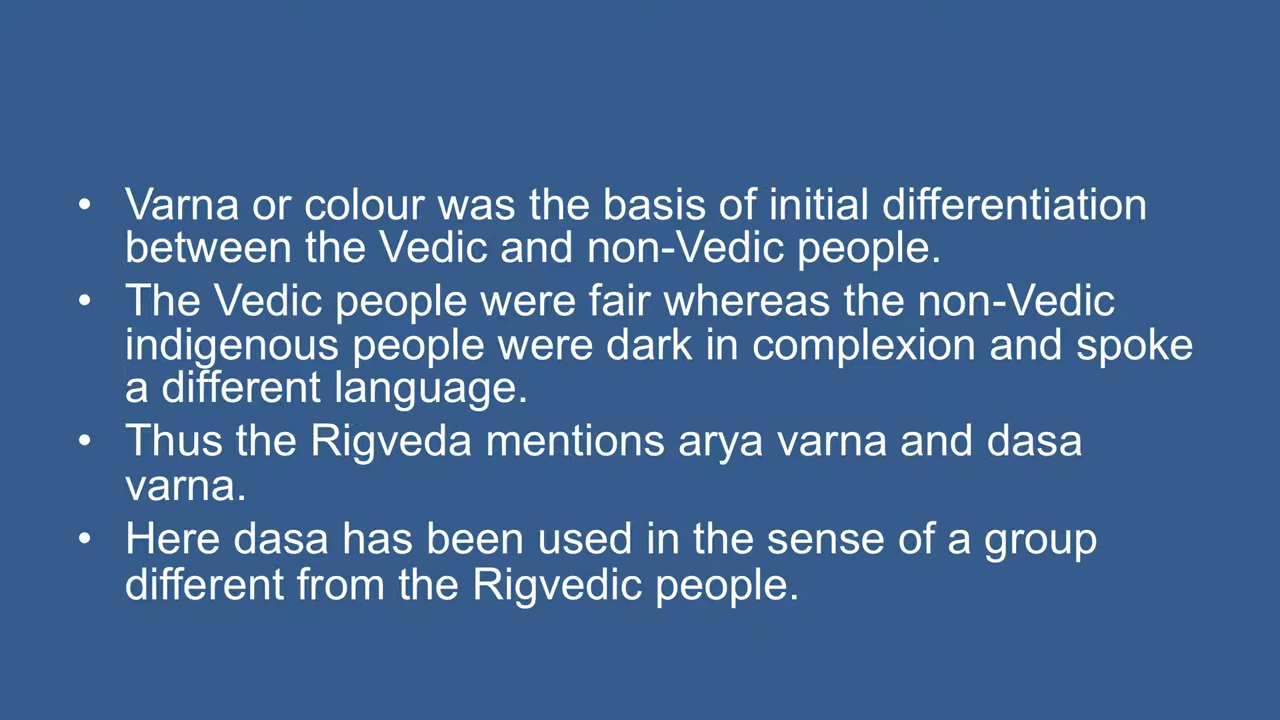 • Varna or colour was the basis of initial differentiation
between the Vedic and non-Vedic people.
• The Vedic people were fair whereas the non-Vedic
indigenous people were dark in complexion and spoke
a different language.
• Thus the Rigveda mentions arya varna and dasa
varna.
• Here dasa has been used in the sense of a group
different from the Rigvedic people.